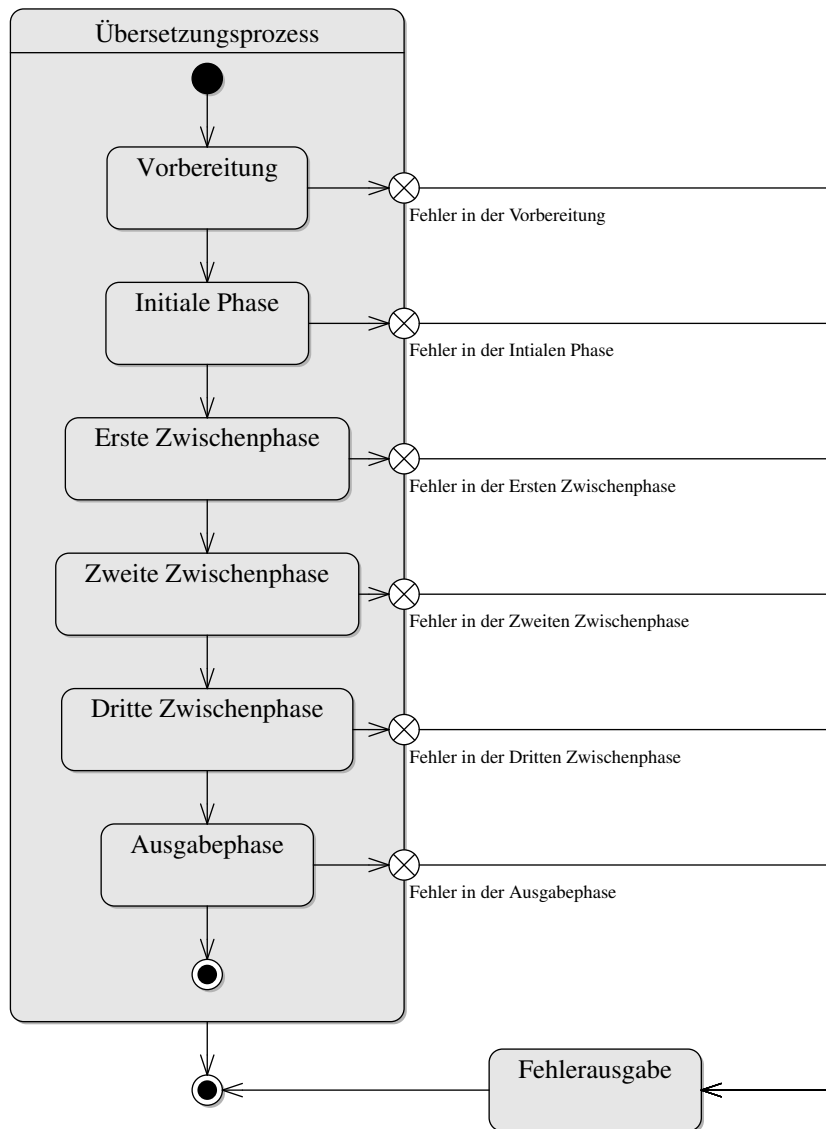 Übersetzungsprozess
Vorbereitung
Fehler in der Vorbereitung
Initiale Phase
Fehler in der Intialen Phase
Erste Zwischenphase
Fehler in der Ersten Zwischenphase
Zweite Zwischenphase
Fehler in der Zweiten Zwischenphase
Dritte Zwischenphase
Fehler in der Dritten Zwischenphase
Ausgabephase
Fehler in der Ausgabephase
Fehlerausgabe